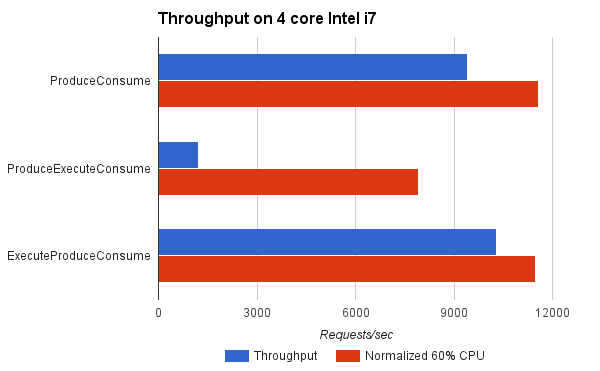 Throughput on 4 core Intel i7
ProduceConsume
ProduceExecuteConsume
ExecuteProduceConsume
0 3000 6000 9000 12000
Requests/sec
Throughput Normalized 60% CPU